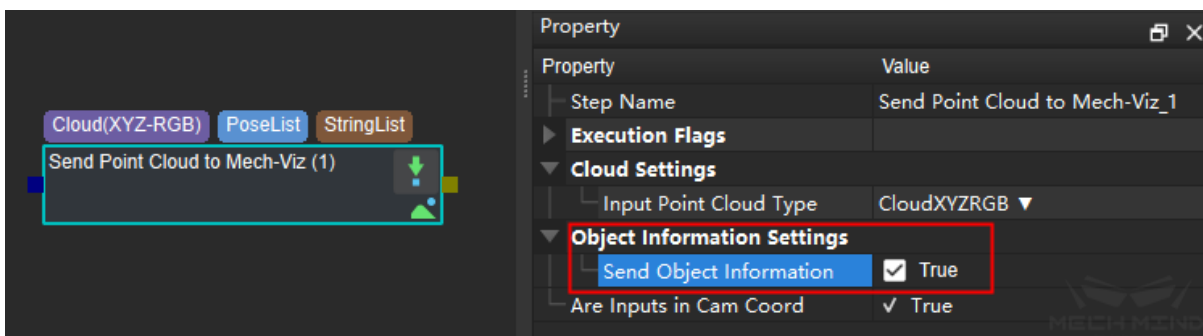 Cloud(XYZ-RGB) PoseList StringList
Send Point Cloud to Mech-Viz (1)
Property
Property Value
Step Name Send Point Cloud to Mech-Viz_1
Execution Flags
Cloud Settings
Input Point Cloud Type CloudXYZRGB
Object Information Settings
Send Object Information True
Are Inputs in Cam Coord True
MECH MIND